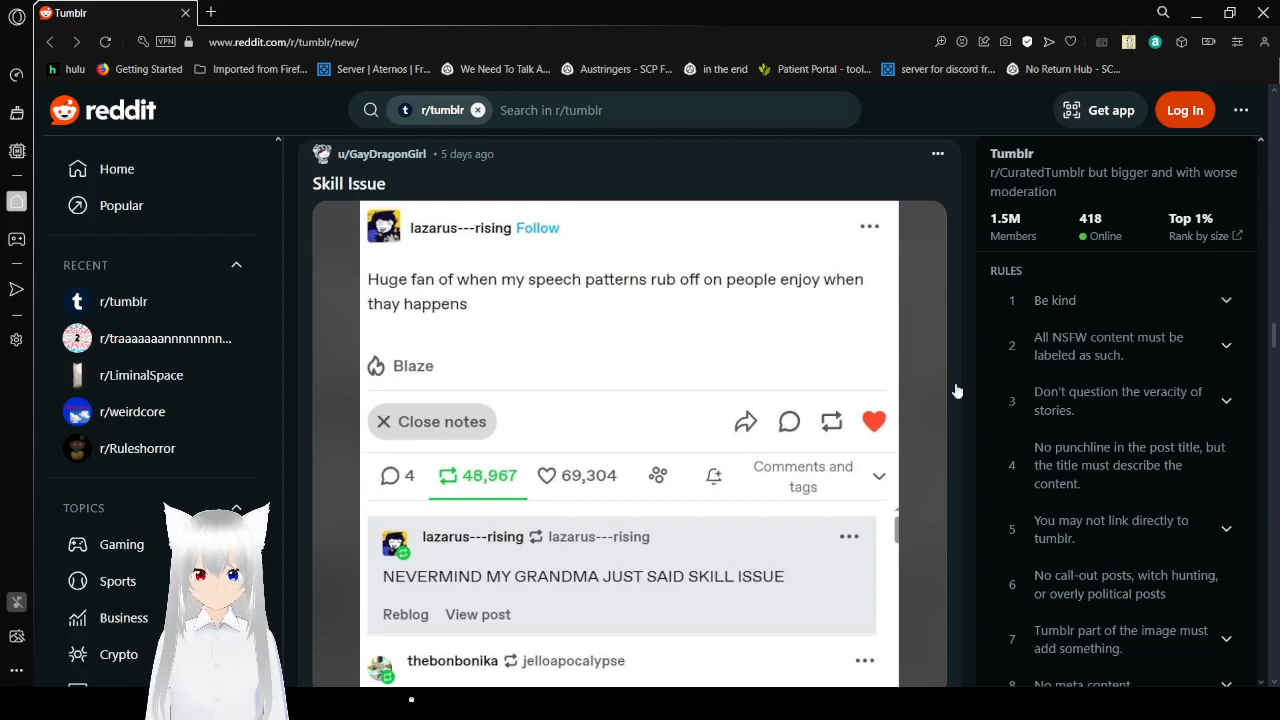 Tumblr
VPN
www.reddit.com/r/tumblr/new/
hulu
Getting Started
Imported from Firef...
Server | Aternos | Fr...
We Need To Talk A...
Austringers - SCP F...
in the end
Patient Portal - tool...
server for discord fr...
No Return Hub - SC...
reddit
r/tumblr
Search in r/tumblr
Get app
Log In
Home
Popular
RECENT
r/tumblr
r/traaaaaaannnnnnnn...
r/LiminalSpace
r/weirdcore
r/Ruleshorror
TOPICS
Gaming
Sports
Business
Crypto
u/GayDragonGirl • 5 days ago
Skill Issue
lazarus---rising Follow
Huge fan of when my speech patterns rub off on people enjoy when
thay happens
Blaze
Close notes
4
48,967
69,304
Comments and
tags
lazarus---rising lazarus---rising
NEVERMIND MY GRANDMA JUST SAID SKILL ISSUE
Reblog View post
thebonbonika jelloapocalypse
Tumblr
r/CuratedTumblr but bigger and with worse
moderation
1.5M 418 Top 1%
Members Online Rank by size
RULES
1 Be kind
2 All NSFW content must be
labeled as such.
3 Don't question the veracity of
stories.
4 No punchline in the post title, but
the title must describe the
content.
5 You may not link directly to
tumblr.
6 No call-out posts, witch hunting,
or overly political posts
7 Tumblr part of the image must
add something.
8 No meta content